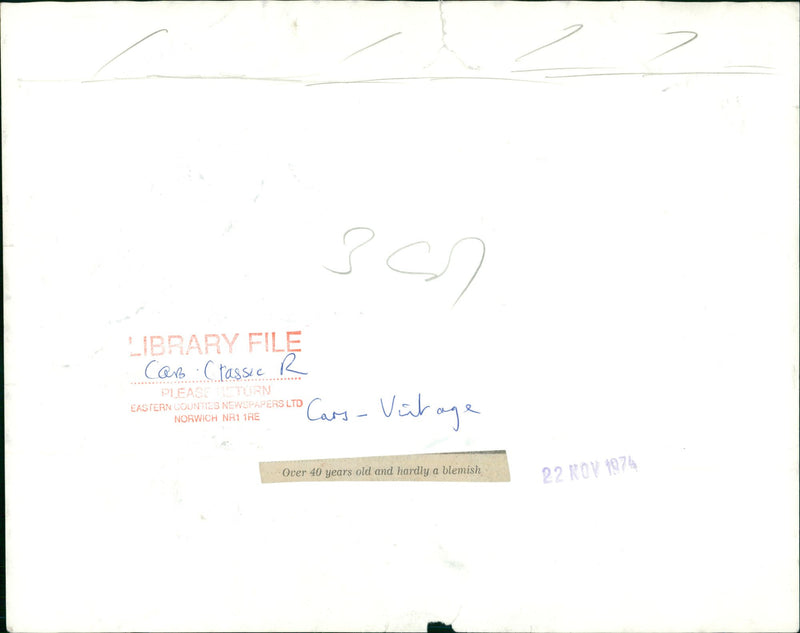 LIBRARY FILE
Cars. Classic R
PLEASE RETURN
EASTERN COUNTIES NEWSPAPERS LTD
NORWICH NR1 1RE
Cars - Vintage
Over 40 years old and hardly a blemish
22 NOV 1974